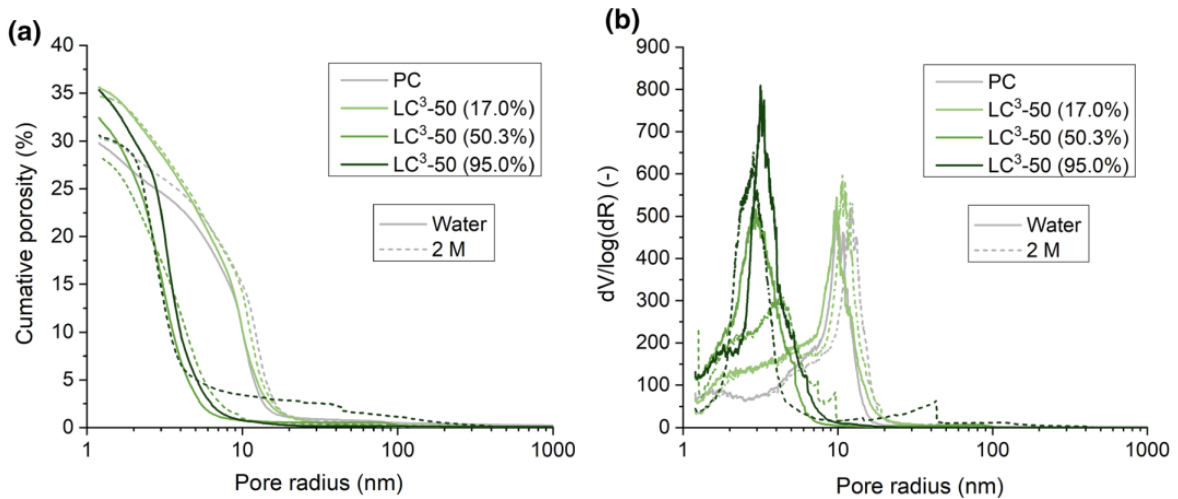 (a)
40
35
30
25
20
15
10
5
0
Cumative porosity (%)
PC
LC³-50 (17.0%)
LC³-50 (50.3%)
LC³-50 (95.0%)
Water
2 M
1 10 100 1000
Pore radius (nm)
(b)
900
800
700
600
500
400
300
200
100
0
dV/log(dR) (-)
PC
LC³-50 (17.0%)
LC³-50 (50.3%)
LC³-50 (95.0%)
Water
2 M
1 10 100 1000
Pore radius (nm)